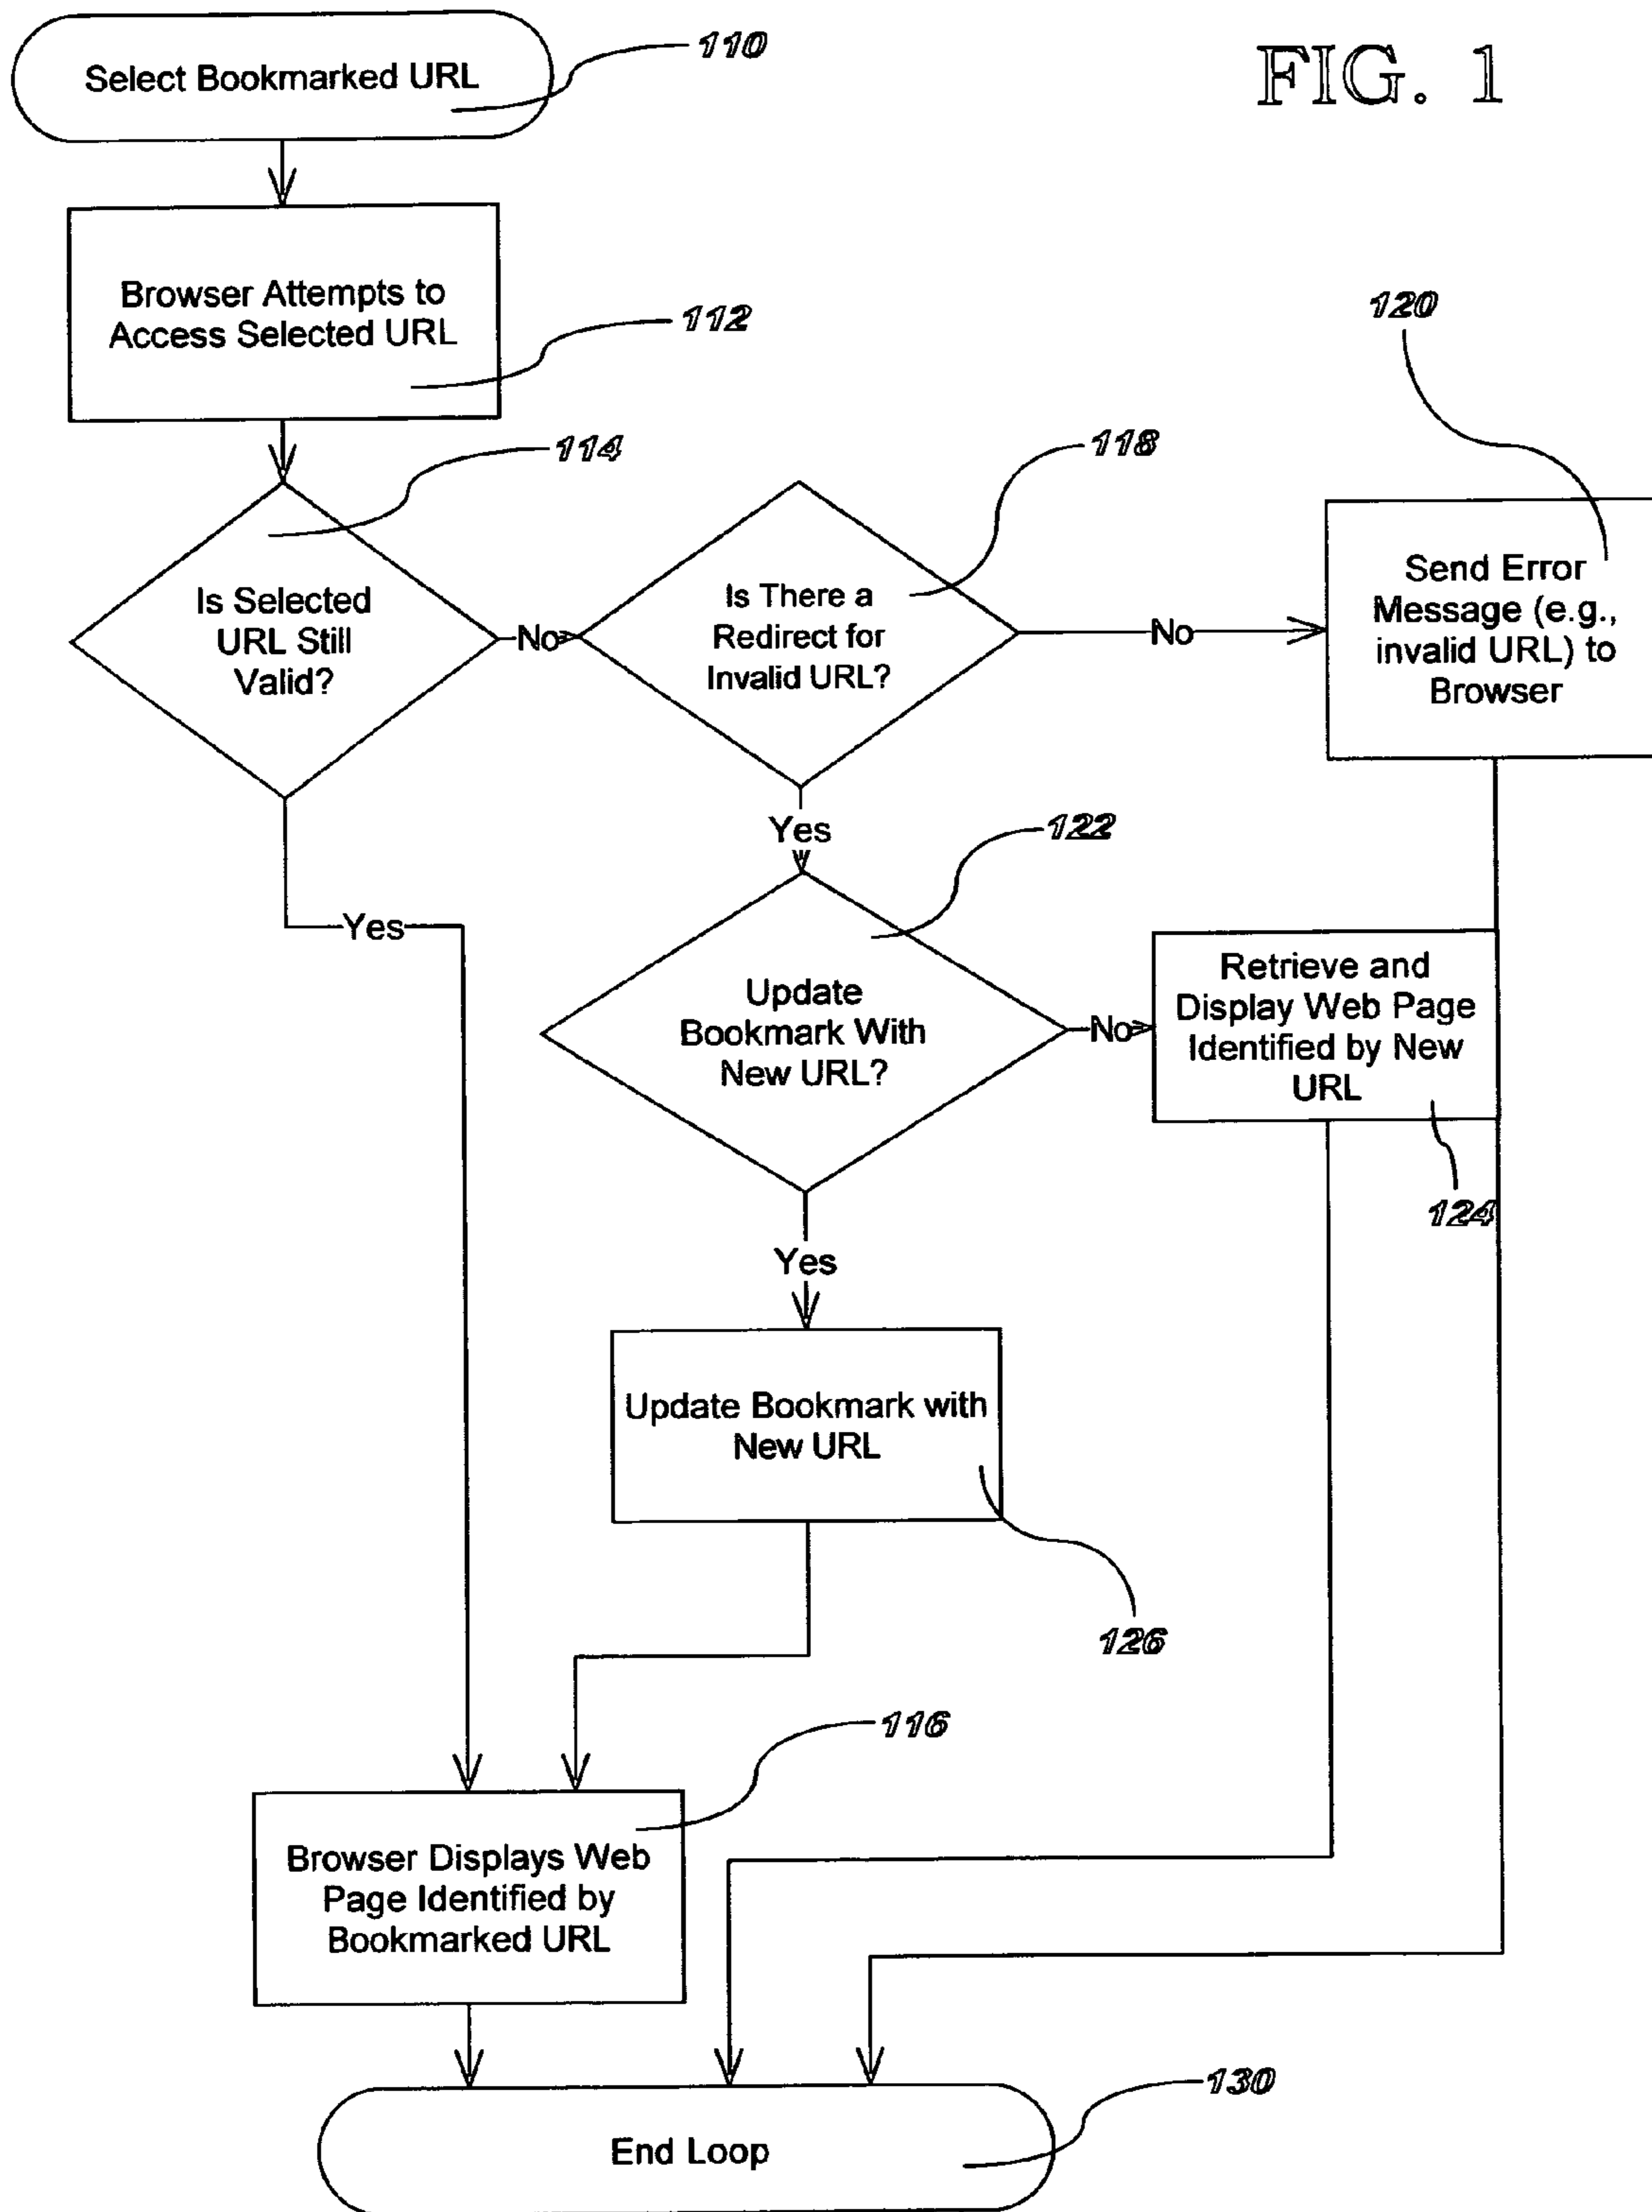 FIG. 1
Select Bookmarked URL
110
Browser Attempts to
Access Selected URL
112
Is Selected
URL Still
Valid?
114
No
Is There a
Redirect for
Invalid URL?
118
No
Send Error
Message (e.g.,
invalid URL) to
Browser
120
Yes
Yes
Update
Bookmark With
New URL?
122
No
Retrieve and
Display Web Page
Identified by New
URL
124
Yes
Update Bookmark with
New URL
126
Browser Displays Web
Page Identified by
Bookmarked URL
116
End Loop
130